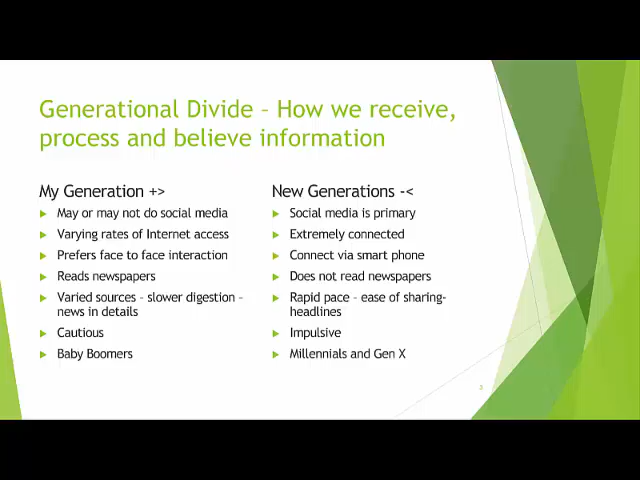 Generational Divide – How we receive,
process and believe information
My Generation +>
May or may not do social media
Varying rates of Internet access
Prefers face to face interaction
Reads newspapers
Varied sources – slower digestion –
news in details
Cautious
Baby Boomers
New Generations -<
Social media is primary
Extremely connected
Connect via smart phone
Does not read newspapers
Rapid pace – ease of sharing-
headlines
Impulsive
Millennials and Gen X